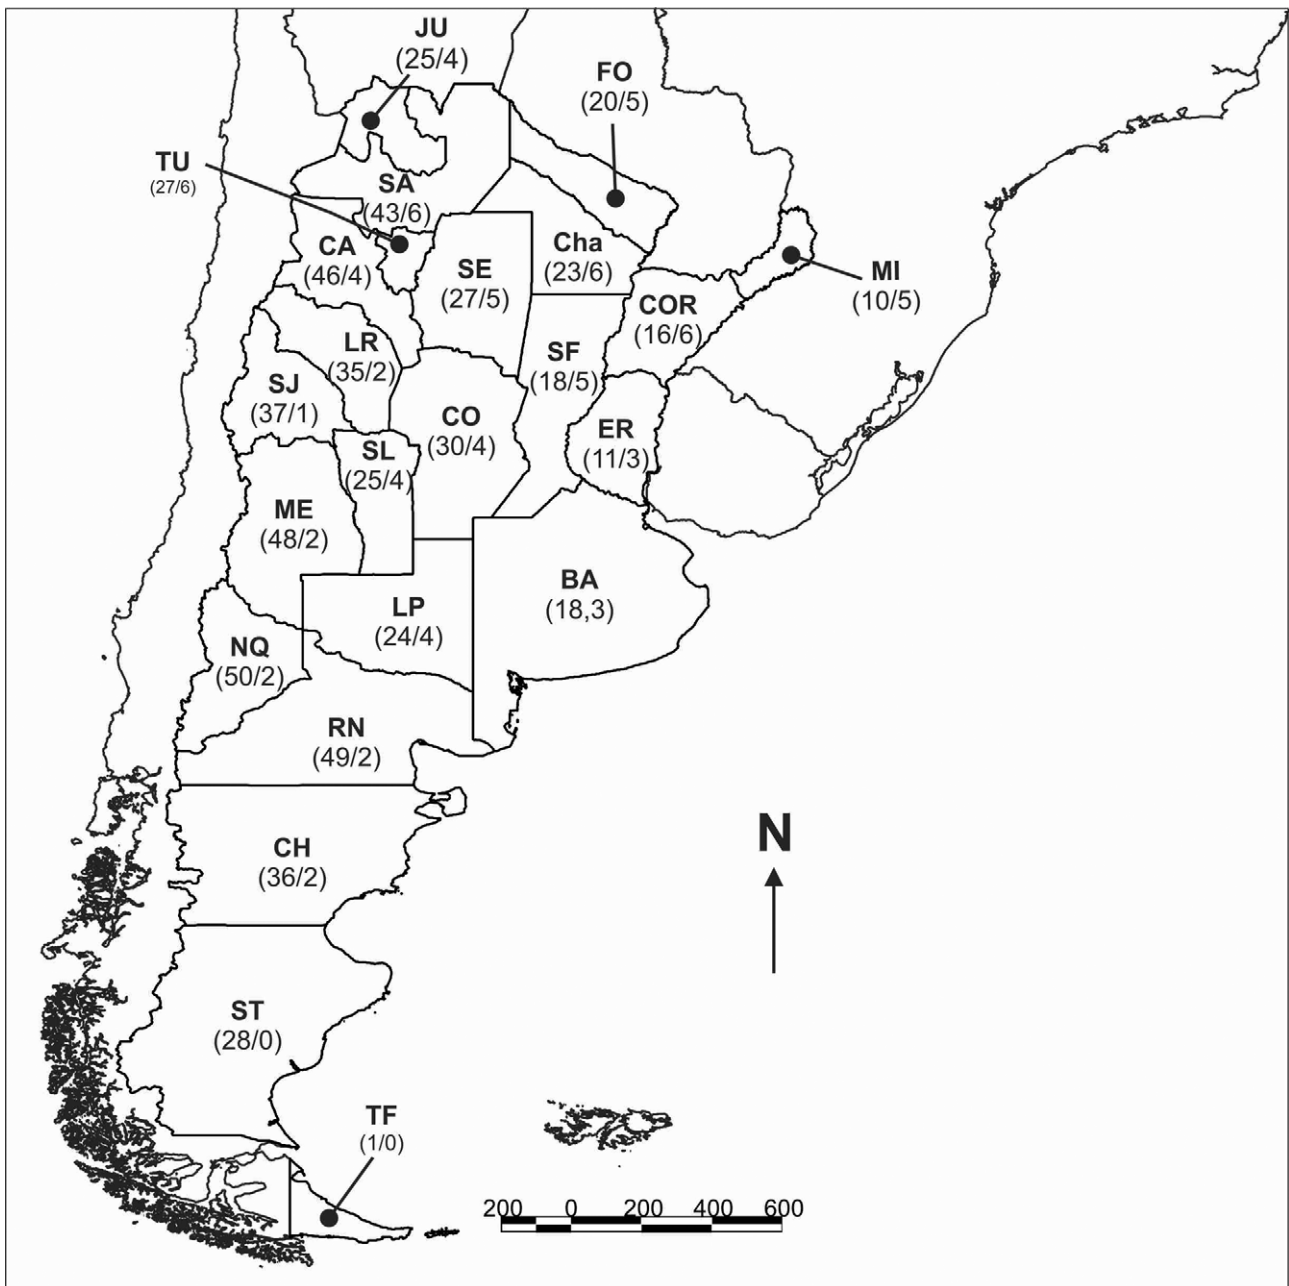 JU
(25/4)
FO
(20/5)
TU
(27/6)
SA
(43/6)
CA
(46/4)
SE
(27/5)
Cha
(23/6)
MI
(10/5)
COR
(16/6)
LR
(35/2)
SF
(18/5)
SJ
(37/1)
CO
(30/4)
ER
(11/3)
SL
(25/4)
ME
(48/2)
BA
(18,3)
LP
(24/4)
NQ
(50/2)
RN
(49/2)
N
CH
(36/2)
ST
(28/0)
TF
(1/0)
200 0 200 400 600